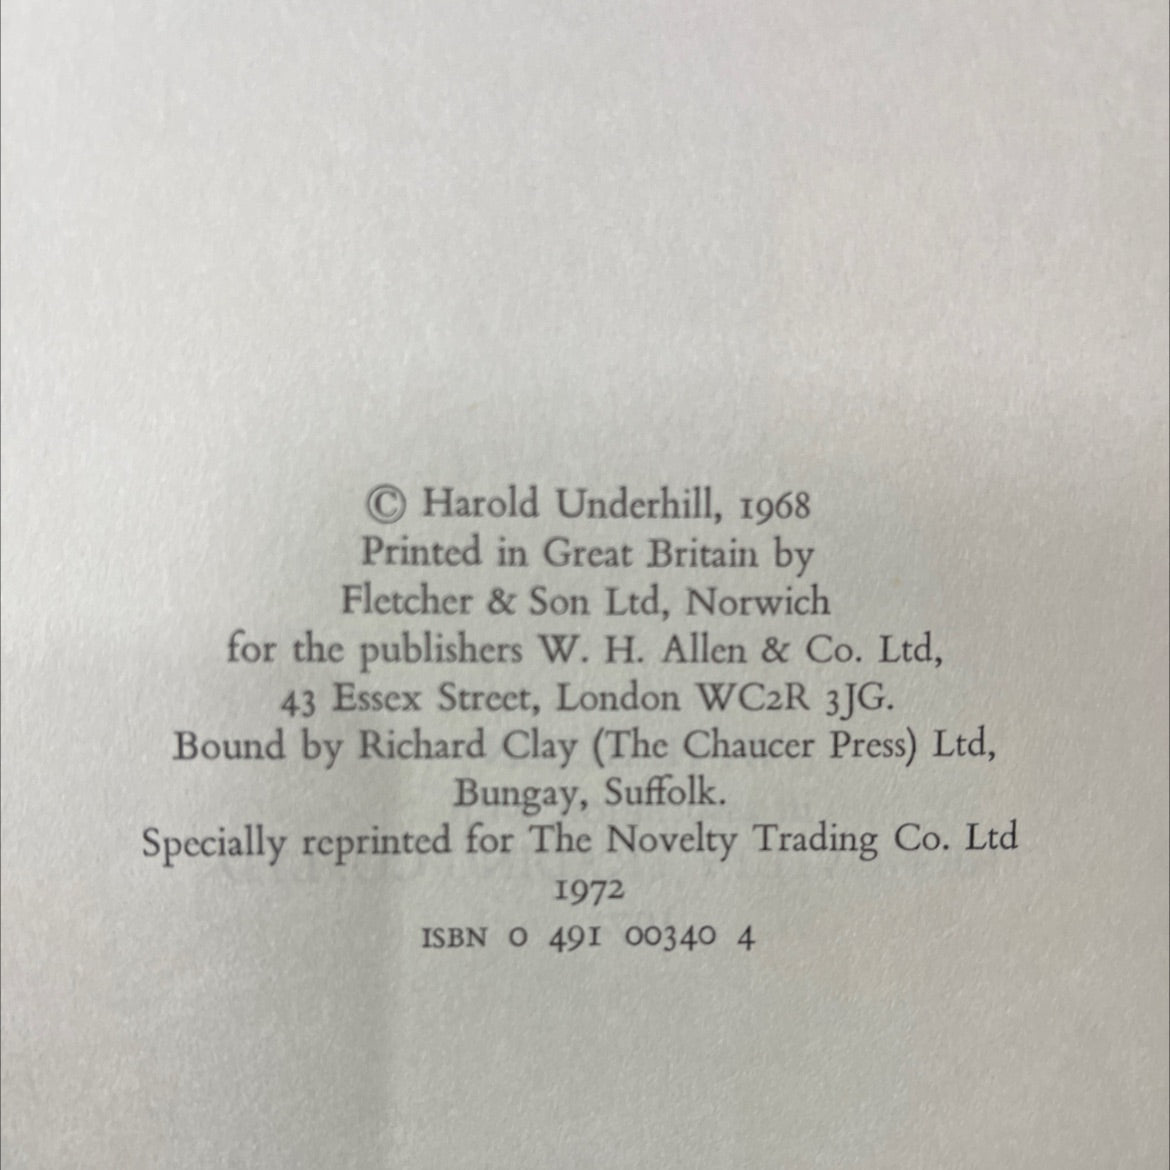 © Harold Underhill, 1968
Printed in Great Britain by
Fletcher & Son Ltd, Norwich
for the publishers W. H. Allen & Co. Ltd,
43 Essex Street, London WC2R 3JG.
Bound by Richard Clay (The Chaucer Press) Ltd,
Bungay, Suffolk.
Specially reprinted for The Novelty Trading Co. Ltd
1972
ISBN 0 491 00340 4